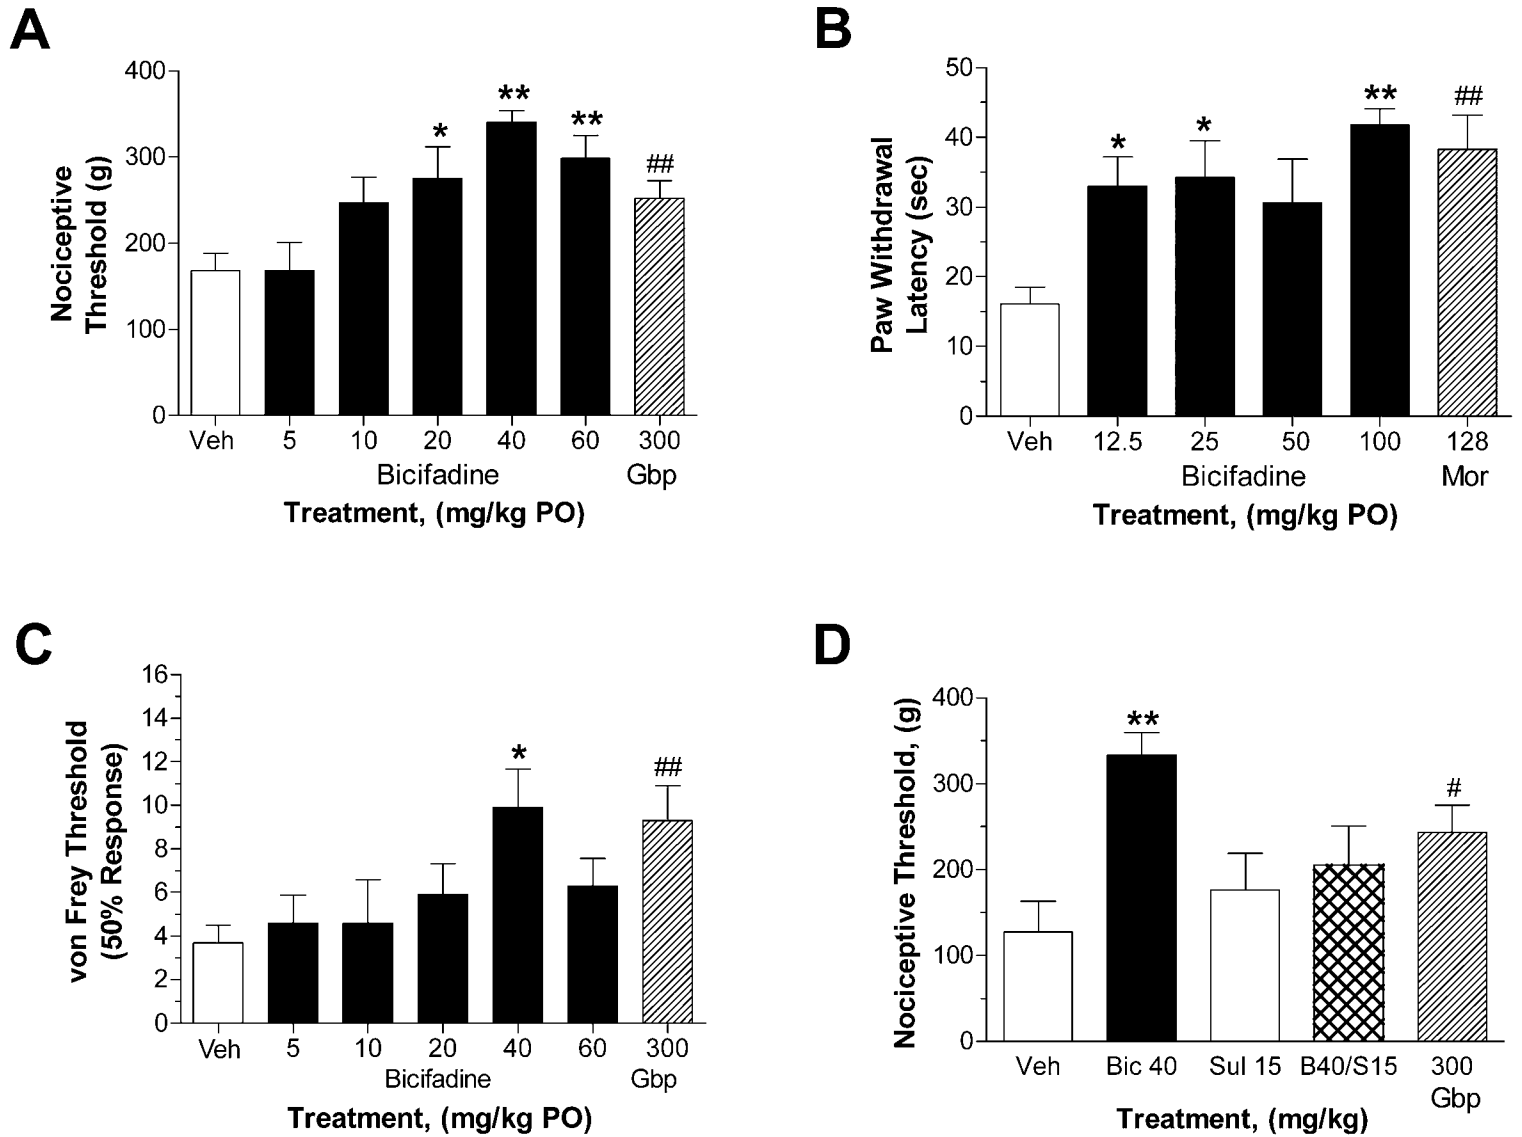 A
Nociceptive
Threshold (g)
400
300
200
100
0
*
**
**
##
Veh 5 10 20 40 60 300
Bicifadine Gbp
Treatment, (mg/kg PO)
B
Paw Withdrawal
Latency (sec)
50
40
30
20
10
0
*
*
**
##
Veh 12.5 25 50 100 128
Bicifadine Mor
Treatment, (mg/kg PO)
C
von Frey Threshold
(50% Response)
16
14
12
10
8
6
4
2
0
*
##
Veh 5 10 20 40 60 300
Bicifadine Gbp
Treatment, (mg/kg PO)
D
Nociceptive Threshold, (g)
400
300
200
100
0
**
#
Veh Bic 40 Sul 15 B40/S15 300
Gbp
Treatment, (mg/kg)